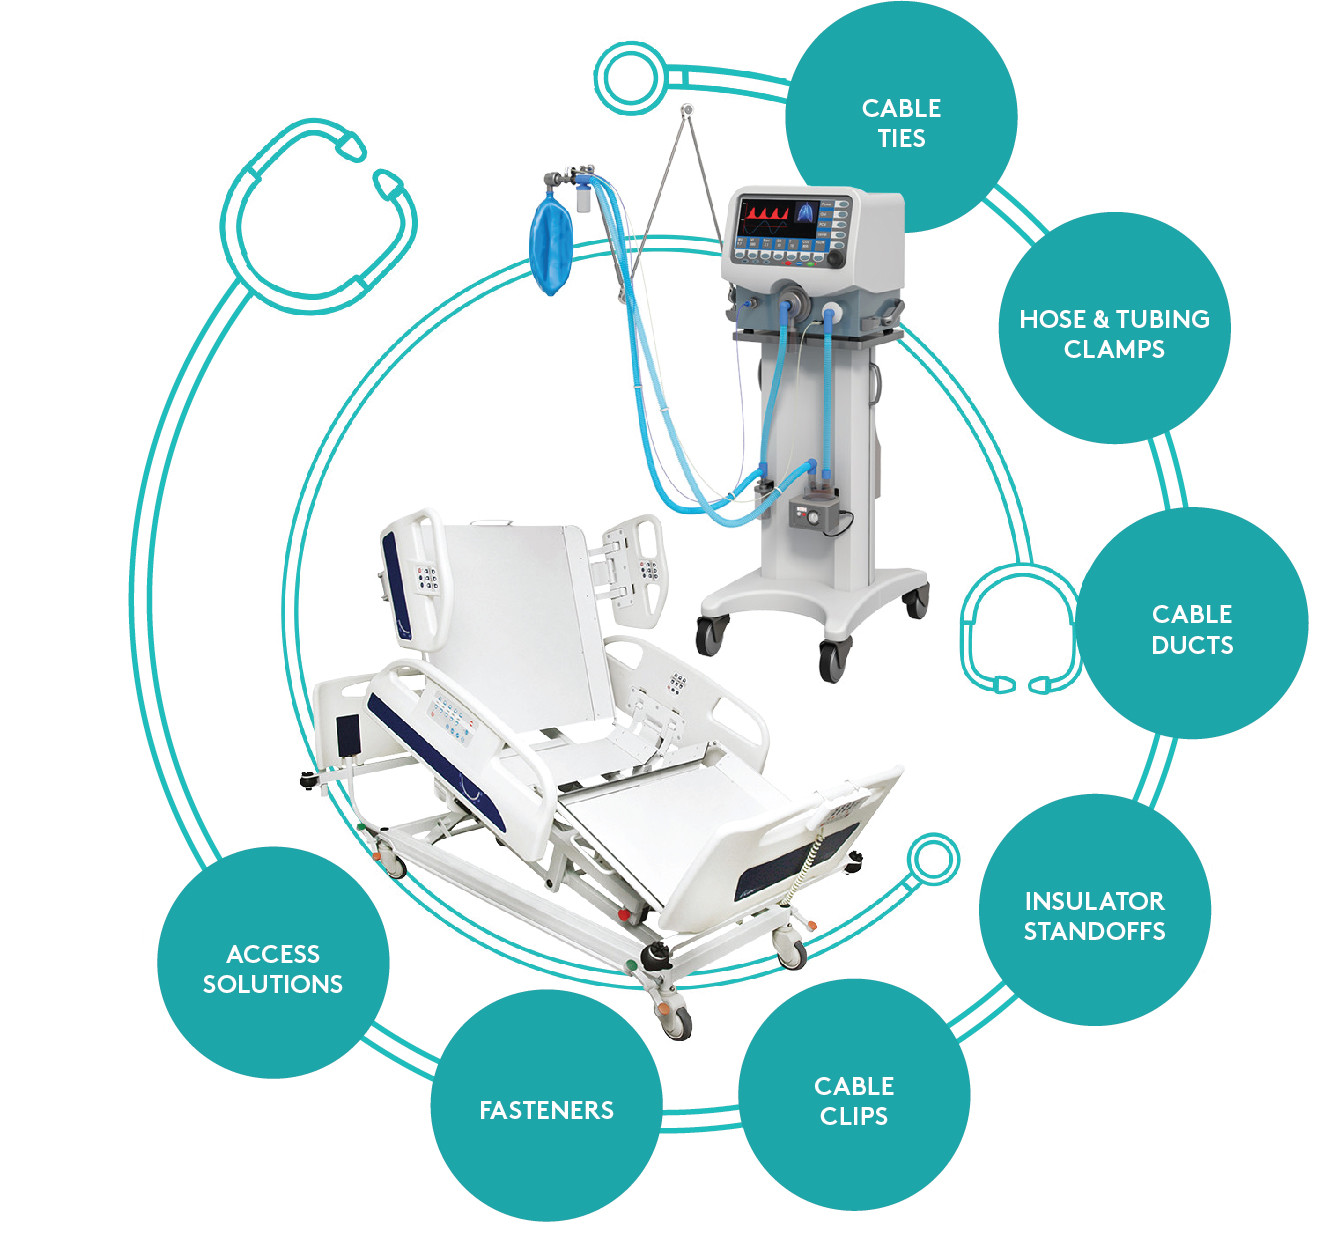 CABLE
TIES
HOSE & TUBING
CLAMPS
CABLE
DUCTS
INSULATOR
STANDOFFS
CABLE
CLIPS
FASTENERS
ACCESS
SOLUTIONS